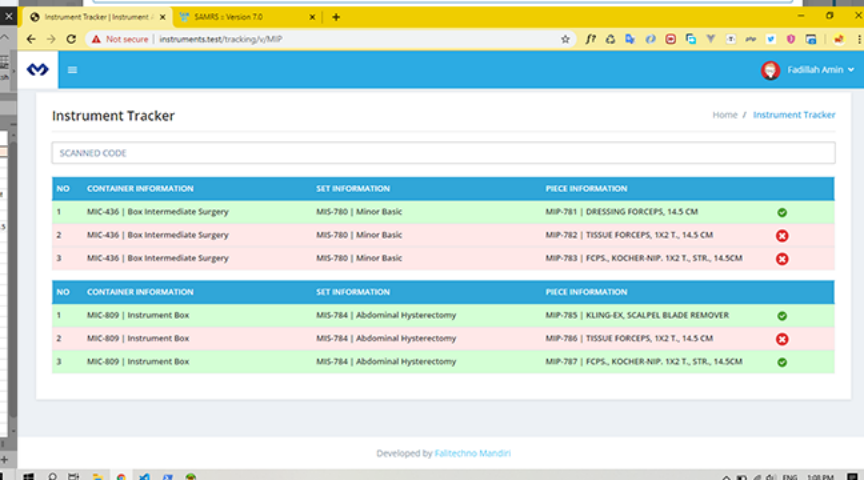 Instrument Tracker | Instrument
SAMRS :: Version 7.0
Not secure | instruments.test/tracking/v/MIP
Fadillah Amin
Instrument Tracker
Home / Instrument Tracker
SCANNED CODE
NO CONTAINER INFORMATION SET INFORMATION PIECE INFORMATION
1 MIC-436 | Box Intermediate Surgery MIS-780 | Minor Basic MIP-781 | DRESSING FORCEPS, 14.5 CM
2 MIC-436 | Box Intermediate Surgery MIS-780 | Minor Basic MIP-782 | TISSUE FORCEPS, 1X2 T., 14.5 CM
3 MIC-436 | Box Intermediate Surgery MIS-780 | Minor Basic MIP-783 | FCPS., KOCHER-NIP. 1X2 T., STR., 14.5CM
NO CONTAINER INFORMATION SET INFORMATION PIECE INFORMATION
1 MIC-809 | Instrument Box MIS-784 | Abdominal Hysterectomy MIP-785 | KLING-EX, SCALPEL BLADE REMOVER
2 MIC-809 | Instrument Box MIS-784 | Abdominal Hysterectomy MIP-786 | TISSUE FORCEPS, 1X2 T., 14.5 CM
3 MIC-809 | Instrument Box MIS-784 | Abdominal Hysterectomy MIP-787 | FCPS., KOCHER-NIP. 1X2 T., STR., 14.5CM
Developed by Falitechno Mandiri
ENG 1:08 PM